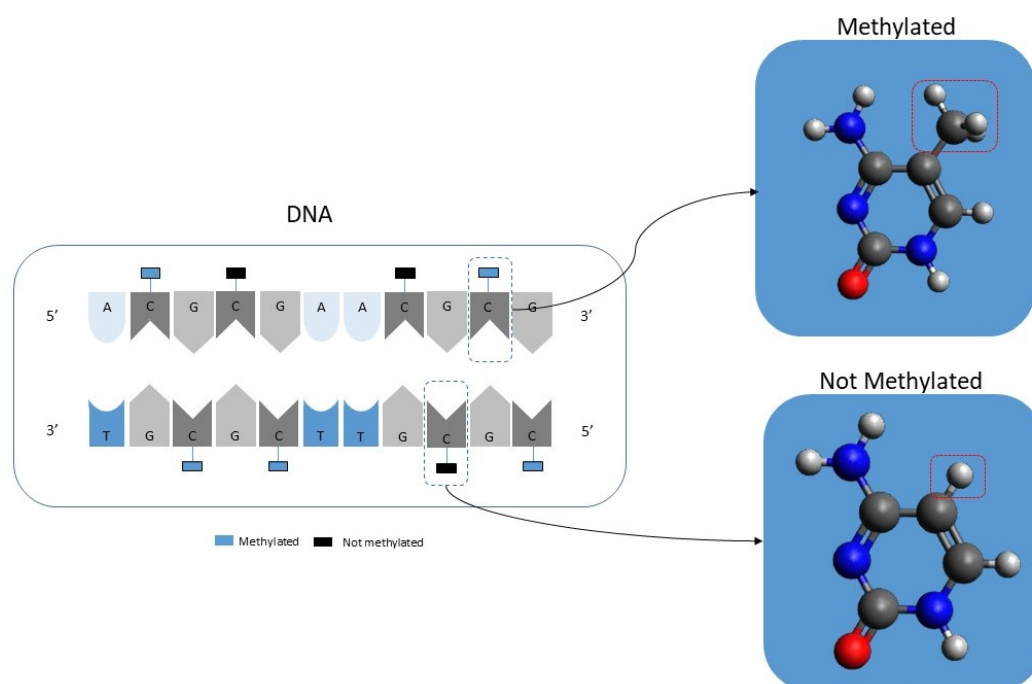 Methylated
DNA
5’ A C G C G A A C G C G 3’
3’ T G C G C T T G C G C 5’
Methylated Not methylated
Not Methylated